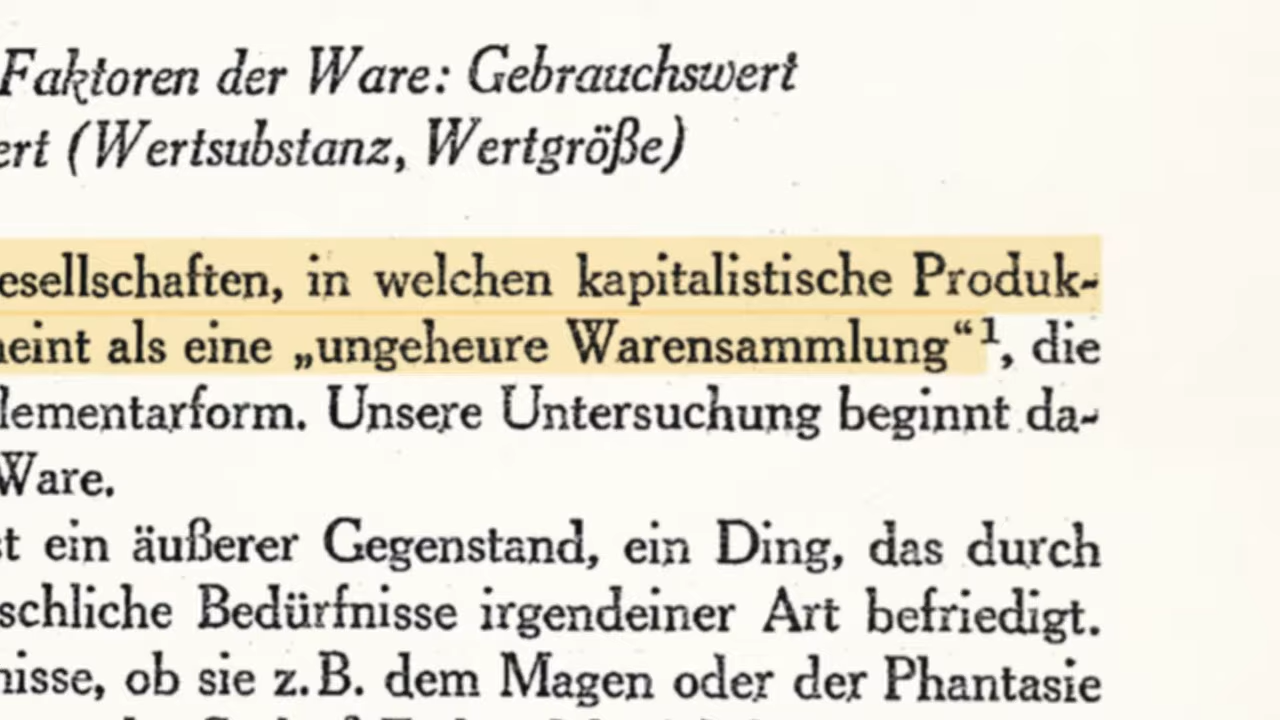 Faktoren der Ware: Gebrauchswert
ert (Wertsubstanz, Wertgröße)
esellschaften, in welchen kapitalistische Produk-
eint als eine „ungeheure Warensammlung“¹, die
lementarform. Unsere Untersuchung beginnt da-
Ware.
st ein äußerer Gegenstand, ein Ding, das durch
schliche Bedürfnisse irgendeiner Art befriedigt.
nisse, ob sie z. B. dem Magen oder der Phantasie